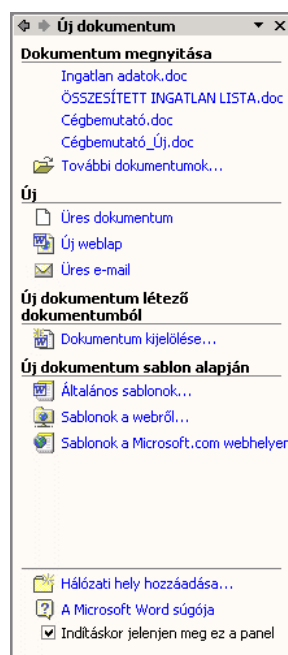 Új dokumentum
Dokumentum megnyitása
Ingatlan adatok.doc
ÖSSZESÍTETT INGATLAN LISTA.doc
Cégbemutató.doc
Cégbemutató_Új.doc
További dokumentumok...
Új
Üres dokumentum
Új weblap
Üres e-mail
Új dokumentum létező
dokumentumból
Dokumentum kijelölése...
Új dokumentum sablon alapján
Általános sablonok...
Sablonok a webről...
Sablonok a Microsoft.com webhelyen
Hálózati hely hozzáadása...
A Microsoft Word súgója
Indításkor jelenjen meg ez a panel